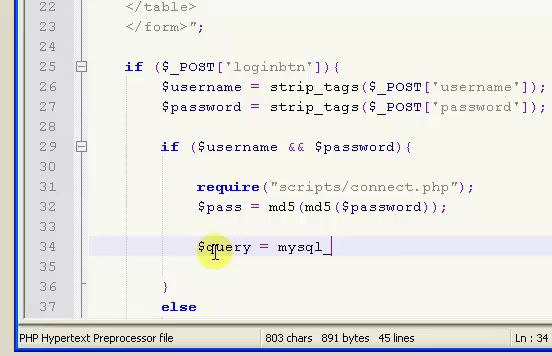 22 </table>
23 </form>";
24
25 if ($_POST['loginbtn']){
26 $username = strip_tags($_POST['username']);
27 $password = strip_tags($_POST['password']);
28
29 if ($username && $password){
30
31 require("scripts/connect.php");
32 $pass = md5(md5($password));
33
34 $query = mysql_
35
36 }
37 else
PHP Hypertext Preprocessor file 803 chars 891 bytes 45 lines Ln : 34